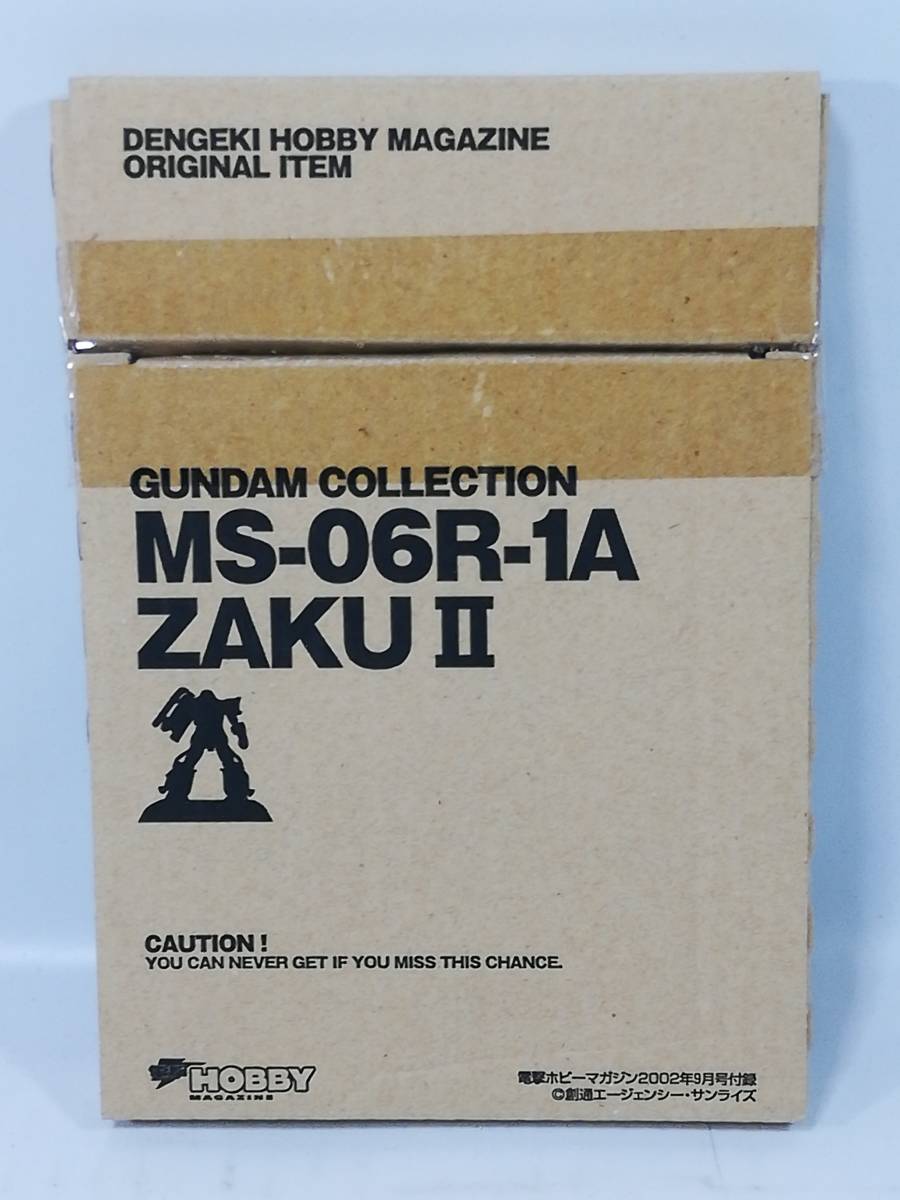 DENGEKI HOBBY MAGAZINE
ORIGINAL ITEM
GUNDAM COLLECTION
MS-06R-1A
ZAKU II
CAUTION !
YOU CAN NEVER GET IF YOU MISS THIS CHANCE.
電撃 HOBBY
MAGAZINE
電撃ホビーマガジン2002年9月号付録
©創通エージェンシー・サンライズ